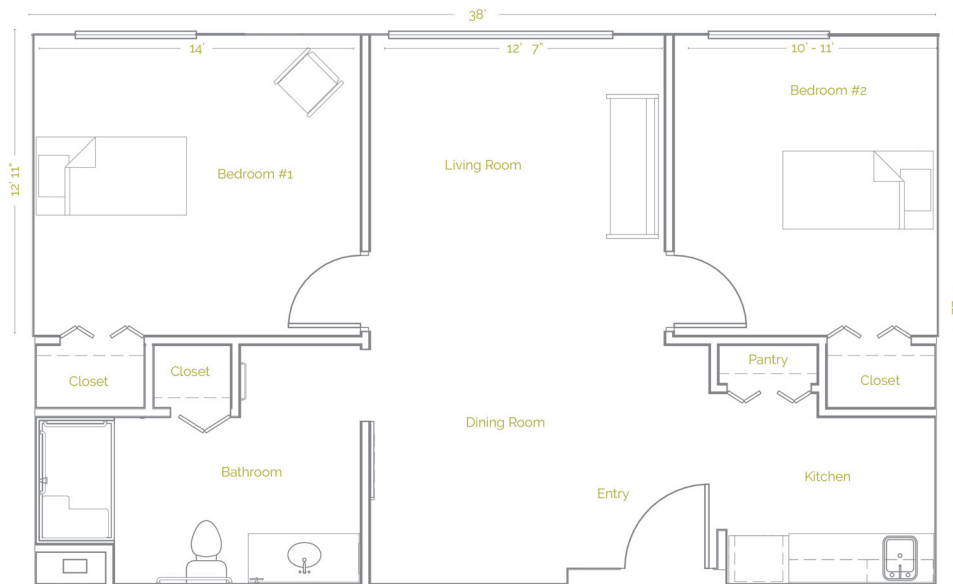 38'
14'
12' 7"
10' - 11'
Bedroom #2
Living Room
Bedroom #1
12' 11"
Pantry
Closet
Closet
Closet
Dining Room
Bathroom
Kitchen
Entry